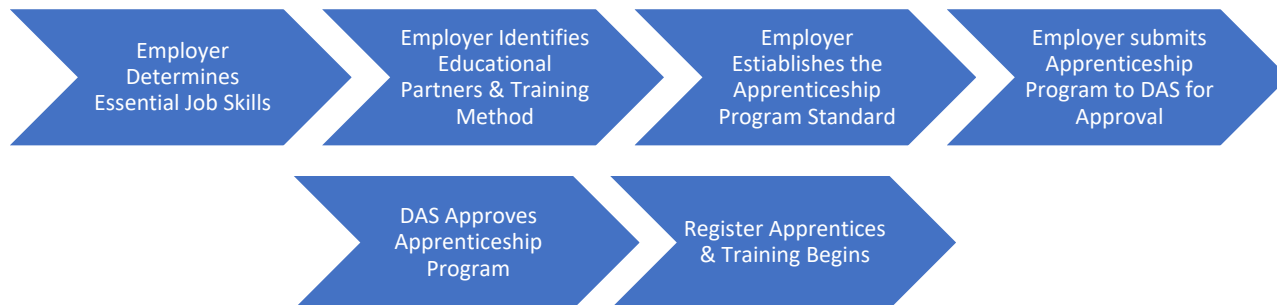 Employer
Determines
Essential Job Skills
Employer Identifies
Educational
Partners & Training
Method
Employer
Estiablishes the
Apprenticeship
Program Standard
Employer submits
Apprenticeship
Program to DAS for
Approval
DAS Approves
Apprenticeship
Program
Register Apprentices
& Training Begins